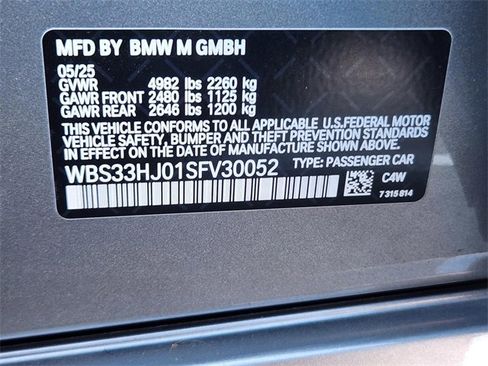 MFD BY BMW M GMBH
05/25
GVWR 4982 lbs 2260 kg
GAWR FRONT 2480 lbs 1125 kg
GAWR REAR 2646 lbs 1200 kg
THIS VEHICLE CONFORMS TO ALL APPLICABLE U.S.FEDERAL MOTOR
VEHICLE SAFETY, BUMPER AND THEFT PREVENTION STANDARDS
IN EFFECT ON THE DATE OF MANUFACTURE SHOWN ABOVE.
WBS33HJ01SFV30052 TYPE: PASSENGER CAR
C4W
7 315 814